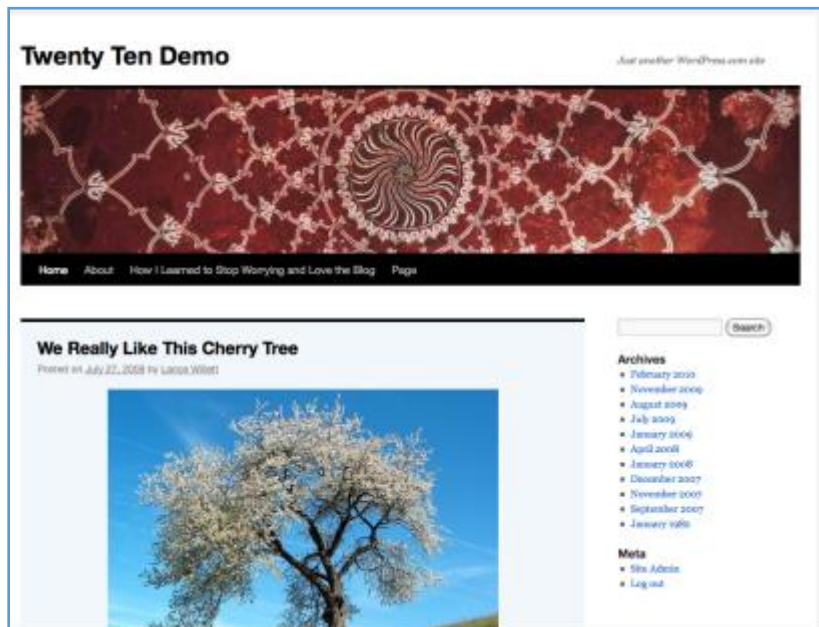 Twenty Ten Demo
Just another WordPress.com site
Home About How I Learned to Stop Worrying and Love the Blog Page
Search
We Really Like This Cherry Tree
Posted on July 27, 2008 by Lance Willett
Archives
February 2010
November 2009
August 2009
July 2009
January 2009
April 2008
January 2008
December 2007
November 2007
September 2007
Meta
Site Admin
Log out